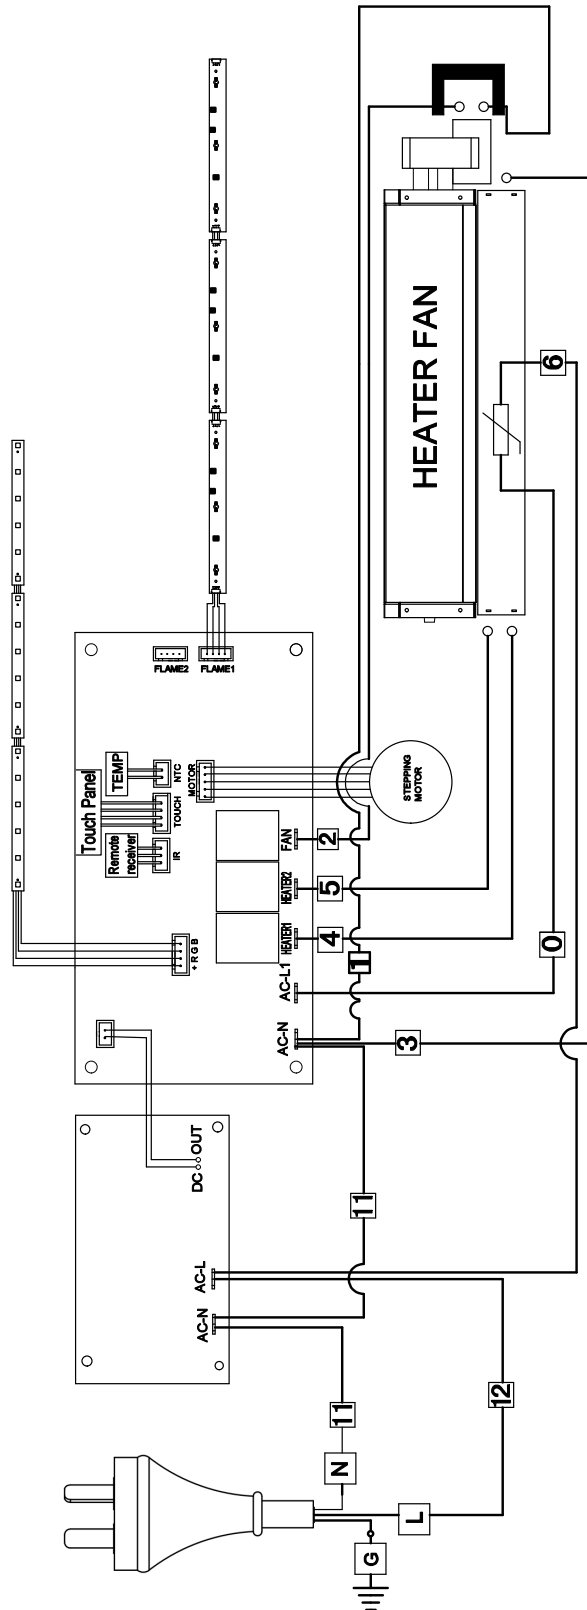 HEATER FAN
6
FLAME2
FLAME1
TEMP
NTC
MOTOR
Touch Panel
TOUCH
STEPPING
MOTOR
Remote
receiver
IR
FAN
2
HEATER2
5
HEATER1
4
+ R G B
0
1
AC-L1
AC-N
3
DC OUT
11
AC-L
AC-N
12
11
N
L
G